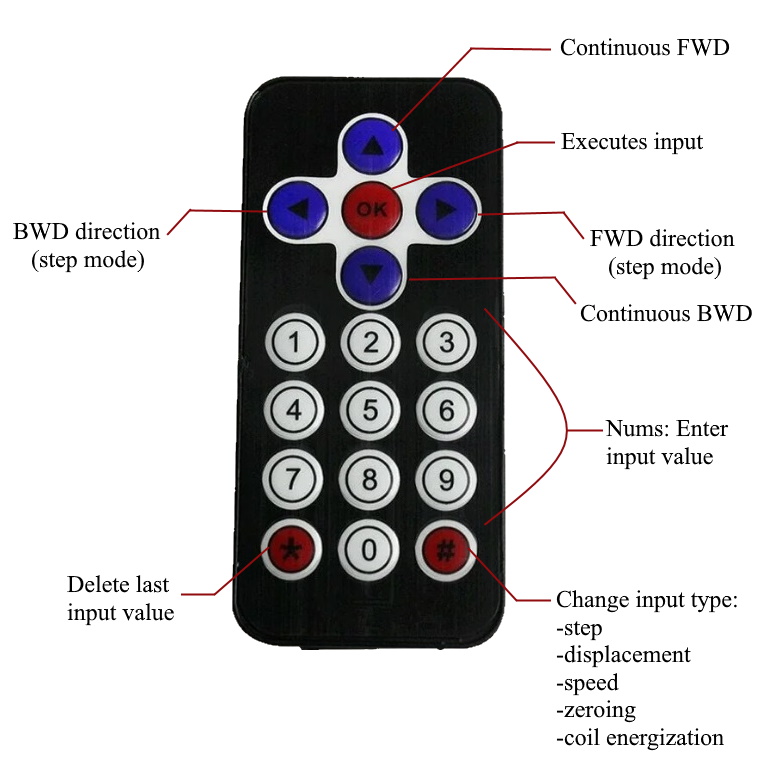 Continuous FWD
Executes input
OK
BWD direction
(step mode)
FWD direction
(step mode)
Continuous BWD
1 2 3
4 5 6
7 8 9
* 0 #
Nums: Enter
input value
Delete last
input value
Change input type:
-step
-displacement
-speed
-zeroing
-coil energization